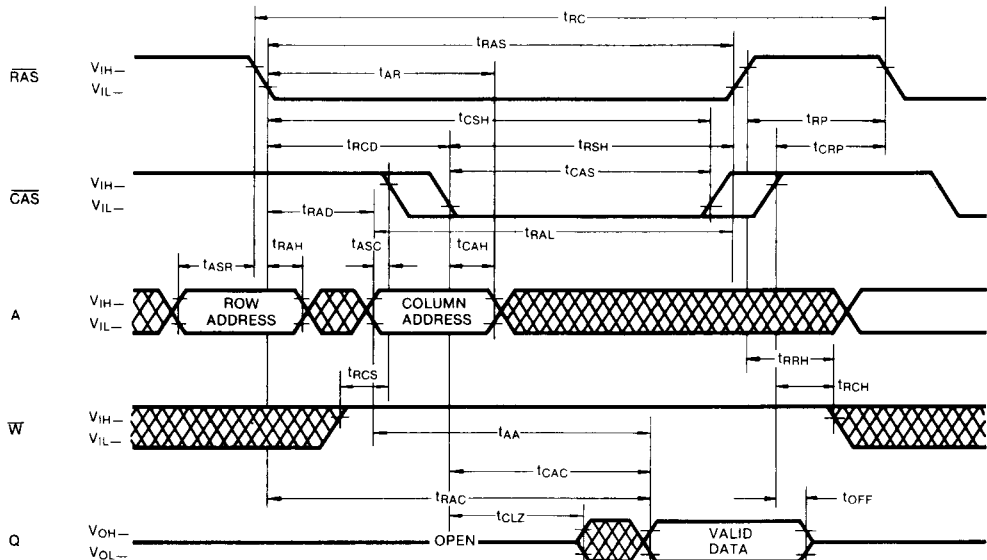 tRC
tRAS
tAR
RAS
VIH
VIL
tCSH
tRP
tRCD
tRSH
tCRP
tCAS
CAS
VIH
VIL
tRAD
tRAL
tRAH
tASC
tCAH
tASR
A
VIH
VIL
ROW
ADDRESS
COLUMN
ADDRESS
tRRH
tRCS
tRCH
W
VIH
VIL
tAA
tCAC
tRAC
tOFF
tCLZ
Q
VOH
VOL
OPEN
VALID
DATA